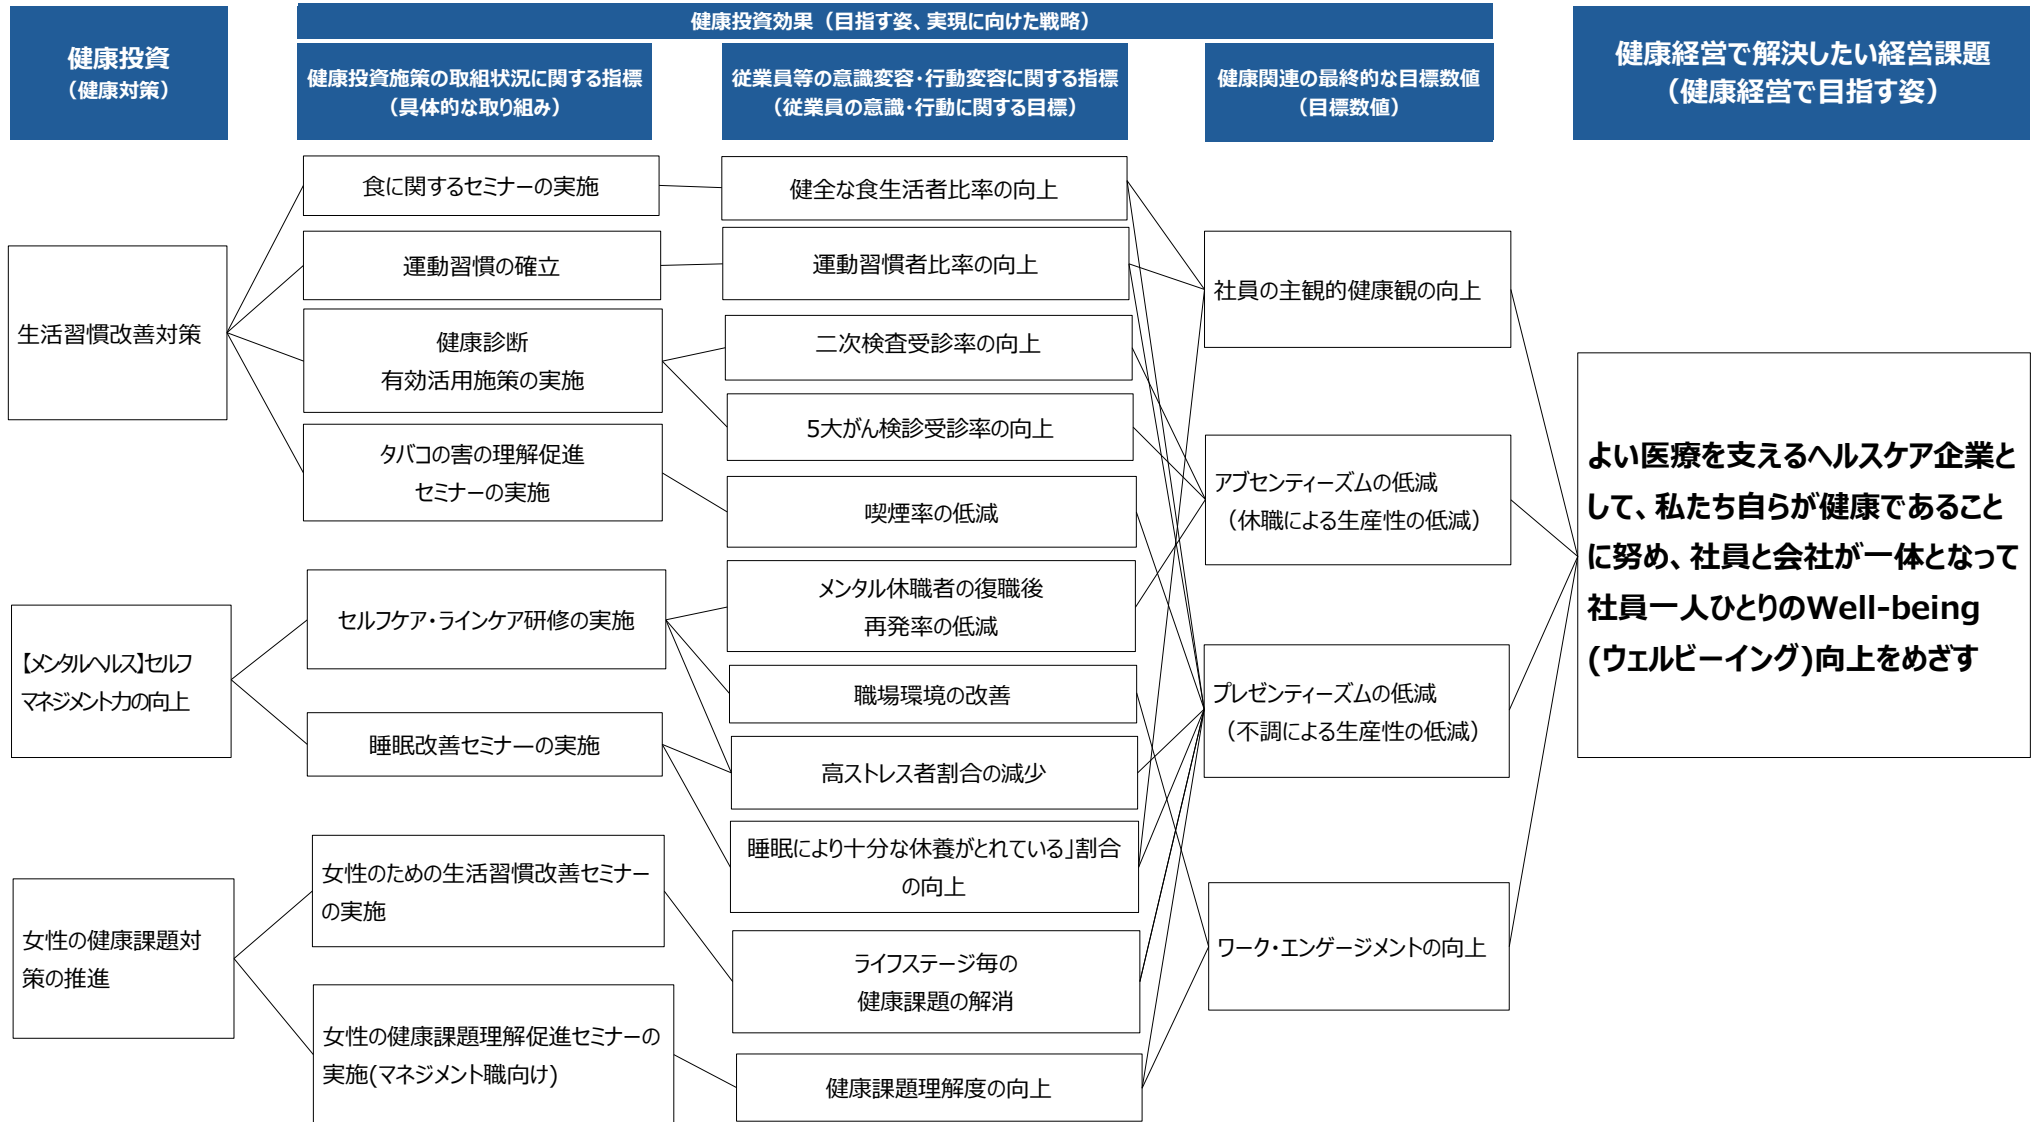 健康投資
（健康対策）
健康投資効果（目指す姿、実現に向けた戦略）
健康投資施策の取組状況に関する指標
（具体的な取り組み）
従業員等の意識変容・行動変容に関する指標
（従業員の意識・行動に関する目標）
健康関連の最終的な目標数値
（目標数値）
健康経営で解決したい経営課題
（健康経営で目指す姿）
生活習慣改善対策
【メンタルヘルス】セルフ
マネジメント力の向上
女性の健康課題対
策の推進
食に関するセミナーの実施
運動習慣の確立
健康診断
有効活用施策の実施
タバコの害の理解促進
セミナーの実施
セルフケア・ラインケア研修の実施
睡眠改善セミナーの実施
女性のための生活習慣改善セミナー
の実施
女性の健康課題理解促進セミナーの
実施(マネジメント職向け)
健全な食生活者比率の向上
運動習慣者比率の向上
二次検査受診率の向上
5大がん検診受診率の向上
喫煙率の低減
メンタル休職者の復職後
再発率の低減
職場環境の改善
高ストレス者割合の減少
睡眠により十分な休養がとれている」割合
の向上
ライフステージ毎の
健康課題の解消
健康課題理解度の向上
社員の主観的健康観の向上
アブセンティーズムの低減
（休職による生産性の低減）
プレゼンティーズムの低減
（不調による生産性の低減）
ワーク・エンゲージメントの向上
よい医療を支えるヘルスケア企業と
して、私たち自らが健康であること
に努め、社員と会社が一体となって
社員一人ひとりのWell-being
(ウェルビーイング)向上をめざす